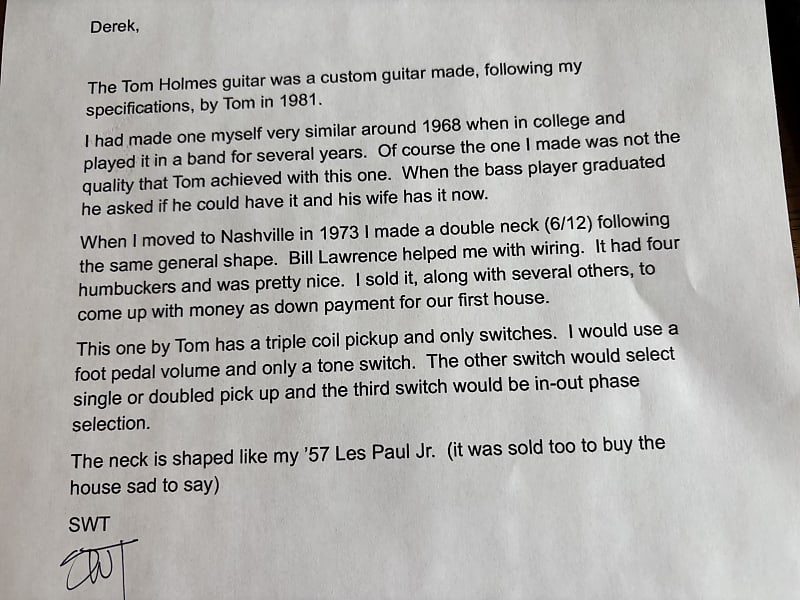 Derek,
The Tom Holmes guitar was a custom guitar made, following my
specifications, by Tom in 1981.
I had made one myself very similar around 1968 when in college and
played it in a band for several years.  Of course the one I made was not the
quality that Tom achieved with this one.  When the bass player graduated
he asked if he could have it and his wife has it now.
When I moved to Nashville in 1973 I made a double neck (6/12) following
the same general shape.  Bill Lawrence helped me with wiring.  It had four
humbuckers and was pretty nice.  I sold it, along with several others, to
come up with money as down payment for our first house.
This one by Tom has a triple coil pickup and only switches.  I would use a
foot pedal volume and only a tone switch.  The other switch would select
single or doubled pick up and the third switch would be in-out phase
selection.
The neck is shaped like my ’57 Les Paul Jr.  (it was sold too to buy the
house sad to say)
SWT
SWT